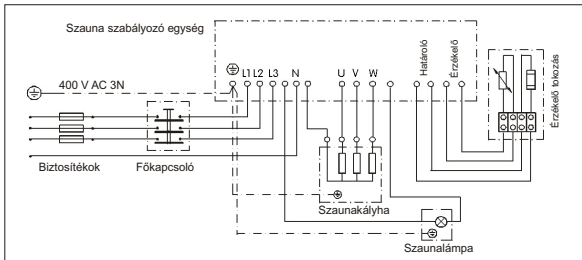 Szauna szabályozó egység
400 V AC 3N
L1 L2 L3 N U V W
Határoló
Érzékelő
Érzékelő tokozás
Biztosítékok
Főkapcsoló
Szaunakályha
Szaunalámpa